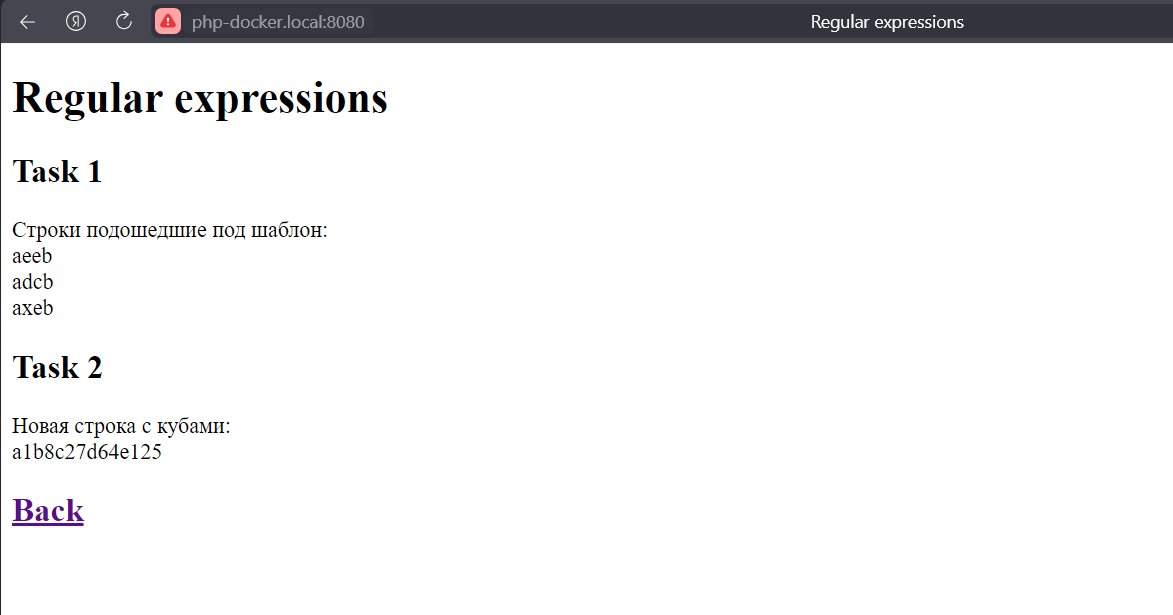 php-docker.local:8080
Regular expressions
Regular expressions
Task 1
Строки подошедшие под шаблон:
aeeb
adcb
axeb
Task 2
Новая строка с кубами:
a1b8c27d64e125
Back